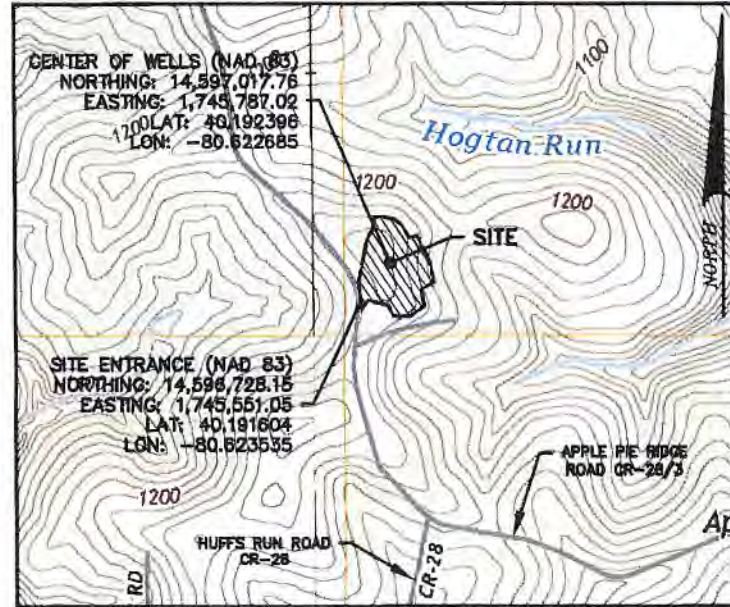 CENTER OF WELLS (NAD 83)
NORTHING: 14,597,017.76
EASTING: 1,745,787.02
LAT: 40.192396
LON: -80.622685
1200
1100
Hogtan Run
1200
1200
SITE
NORTH
SITE ENTRANCE (NAD 83)
NORTHING: 14,596,728.15
EASTING: 1,745,551.05
LAT: 40.191604
LON: -80.623535
1200
APPLE PIE RIDGE
ROAD CR-28/3
Ap
HUFFS RUN ROAD
CR-28
CR-28
RD